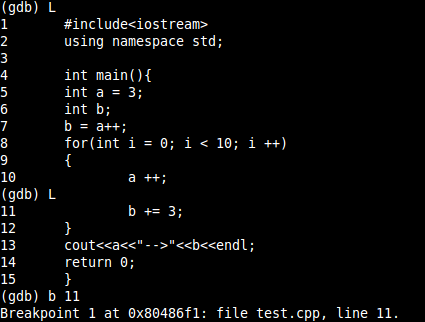 (gdb) L
1 #include<iostream>
2 using namespace std;
3
4 int main(){
5 int a = 3;
6 int b;
7 b = a++;
8 for(int i = 0; i < 10; i ++)
9 {
10 a ++;
(gdb) L
11 b += 3;
12 }
13 cout<<a<<"-->"<<b<<endl;
14 return 0;
15 }
(gdb) b 11
Breakpoint 1 at 0x80486f1: file test.cpp, line 11.